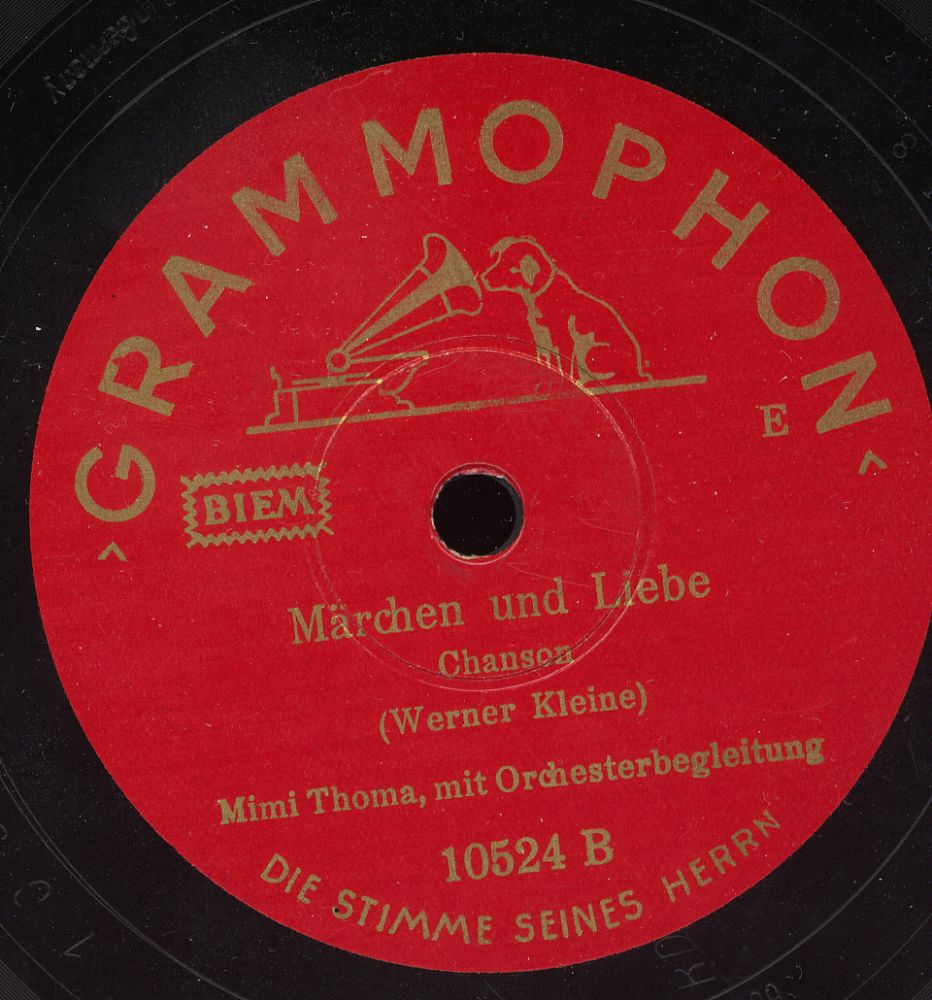 GRAMMOPHON
E
BIEM
Märchen und Liebe
Chanson
(Werner Kleine)
Mimi Thoma, mit Orchesterbegleitung
10524 B
DIE STIMME SEINES HERRN